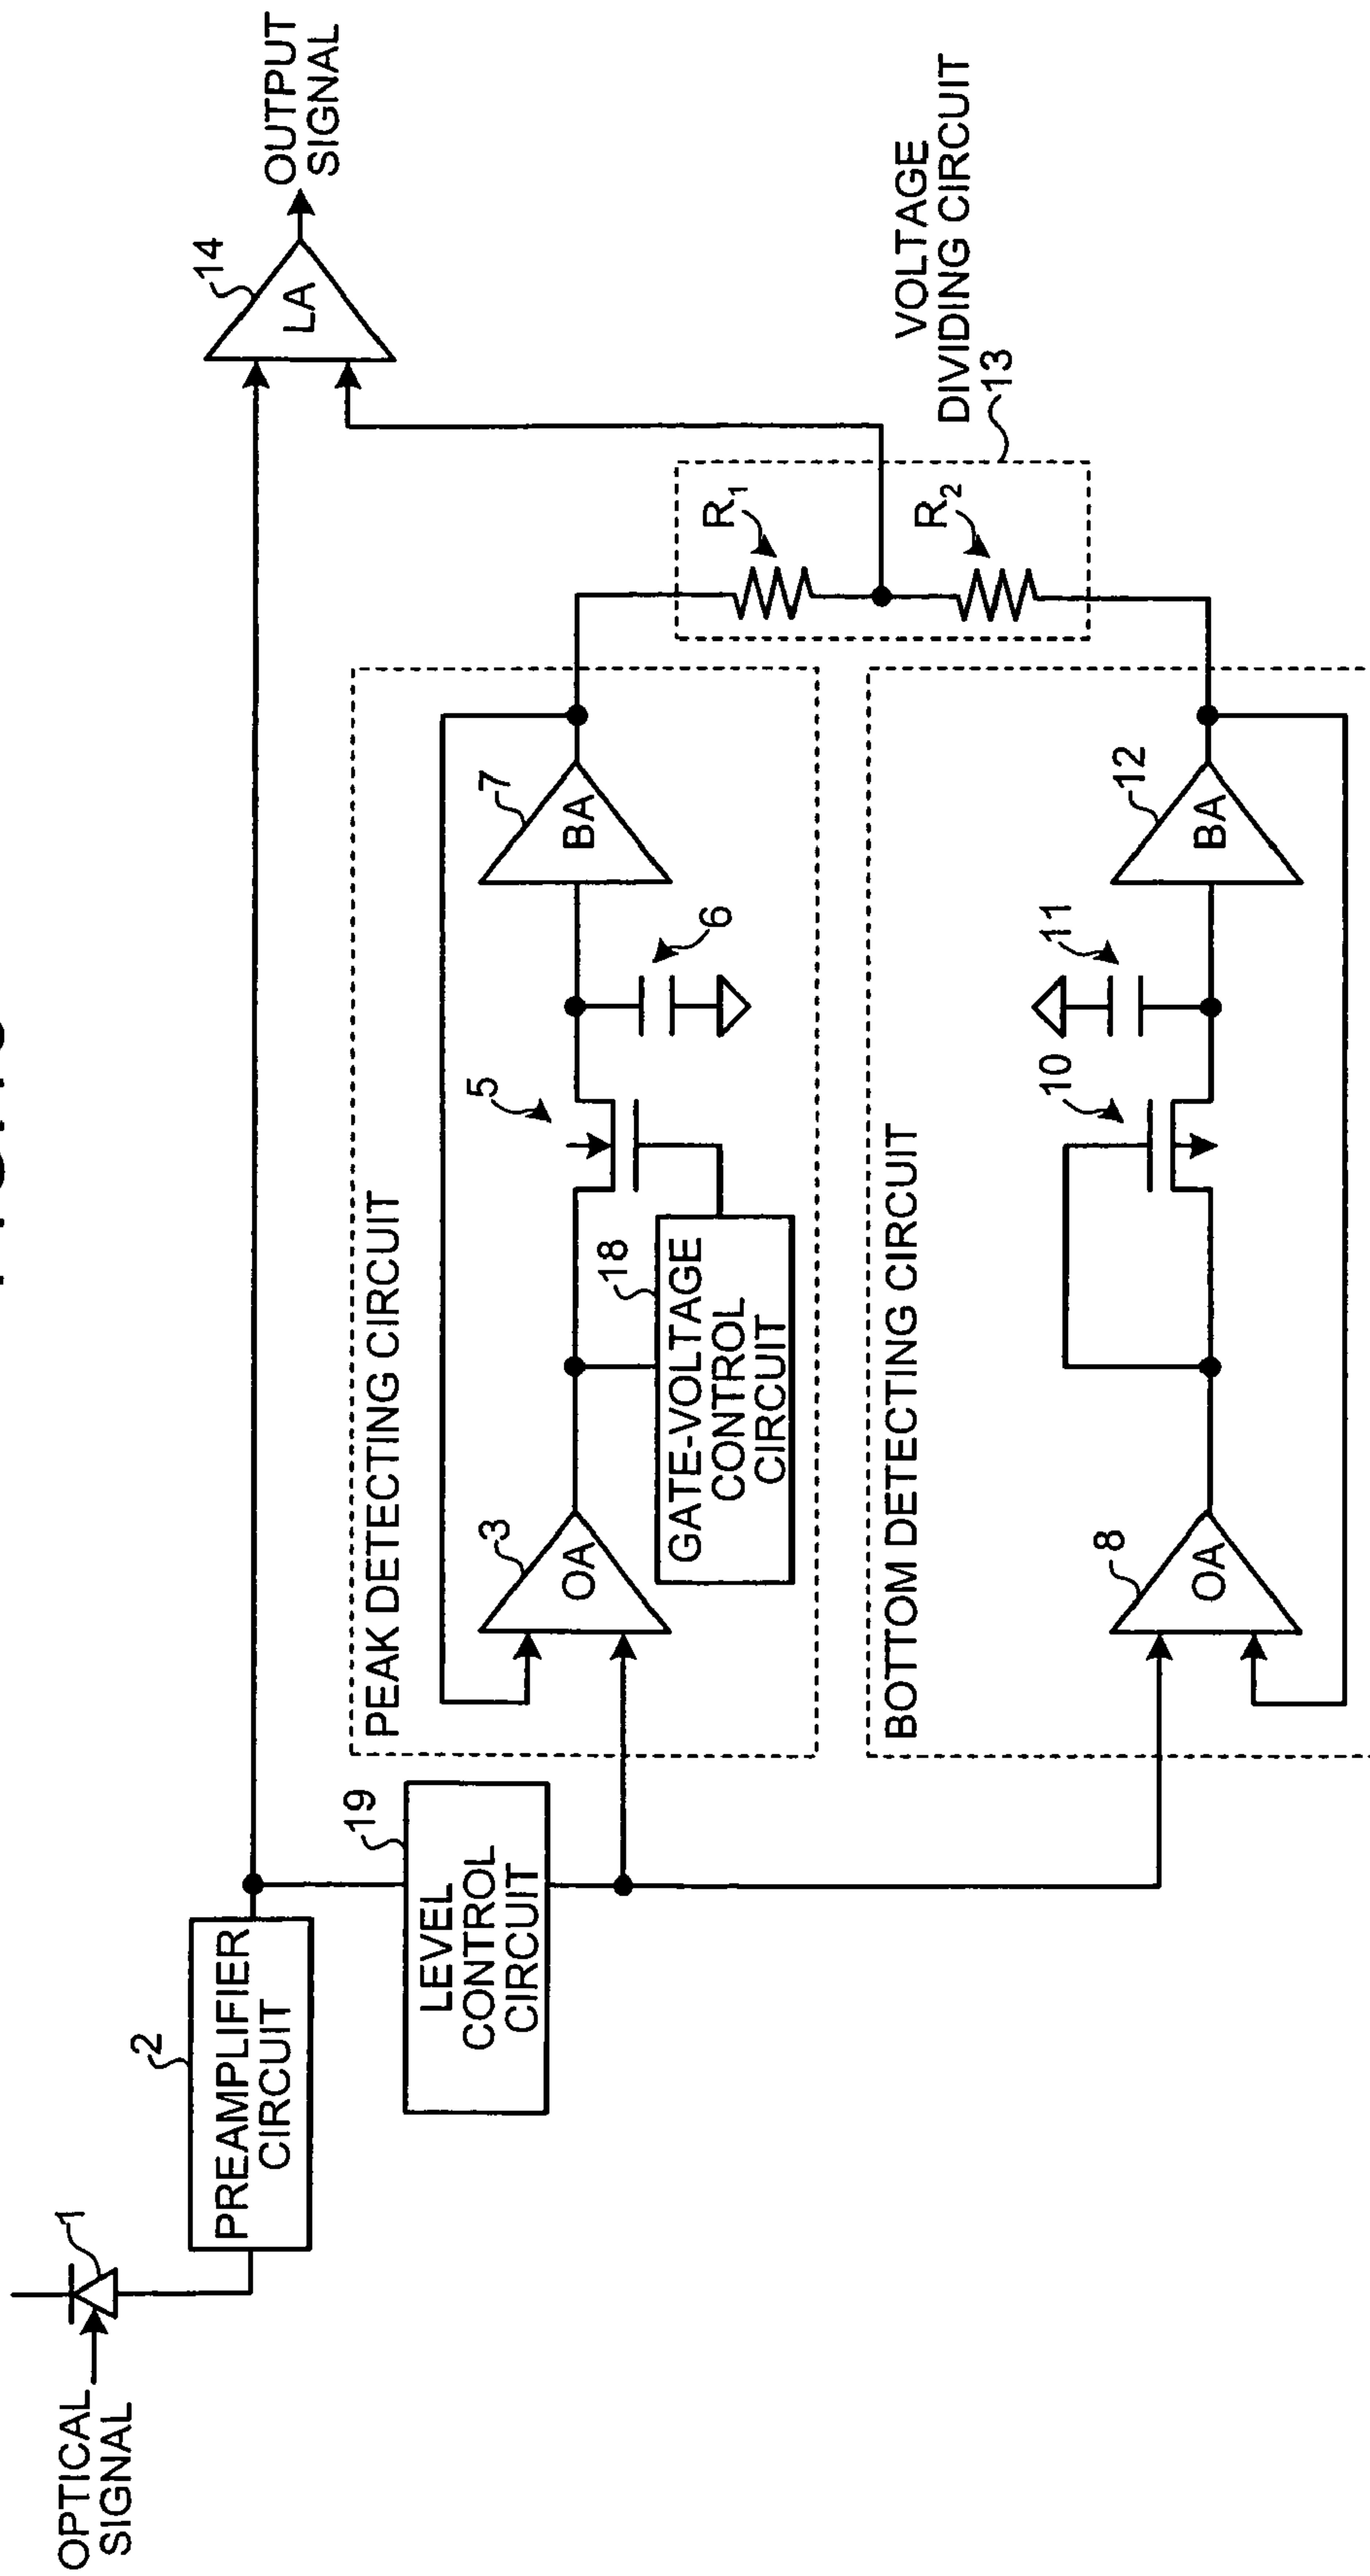 OPTICAL
SIGNAL
1
2
PREAMPLIFIER
CIRCUIT
19
LEVEL
CONTROL
CIRCUIT
14
LA
OUTPUT
SIGNAL
PEAK DETECTING CIRCUIT
3
OA
18
GATE-VOLTAGE
CONTROL
CIRCUIT
5
6
7
BA
R1
R2
VOLTAGE
DIVIDING CIRCUIT
13
BOTTOM DETECTING CIRCUIT
8
OA
10
11
12
BA